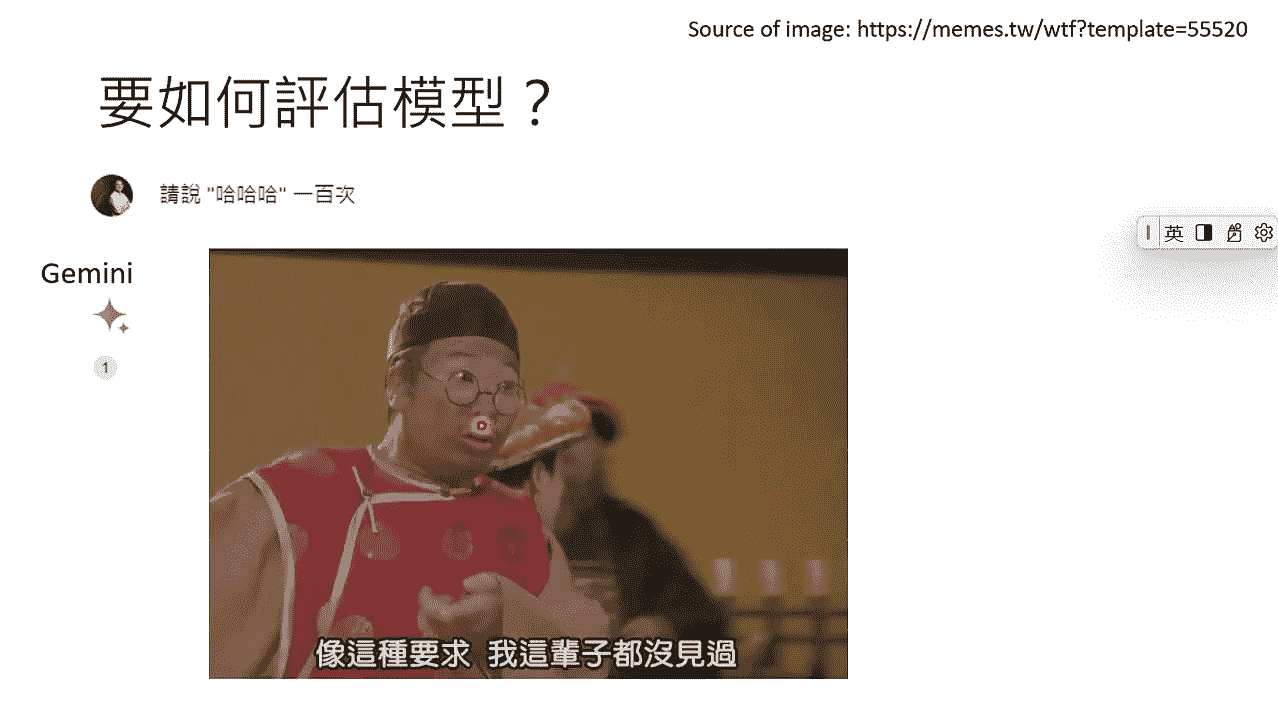 Source of image: https://memes.tw/wtf?template=55520
要如何評估模型？
請說 "哈哈哈" 一百次
英
Gemini
1
像這種要求 我這輩子都沒見過